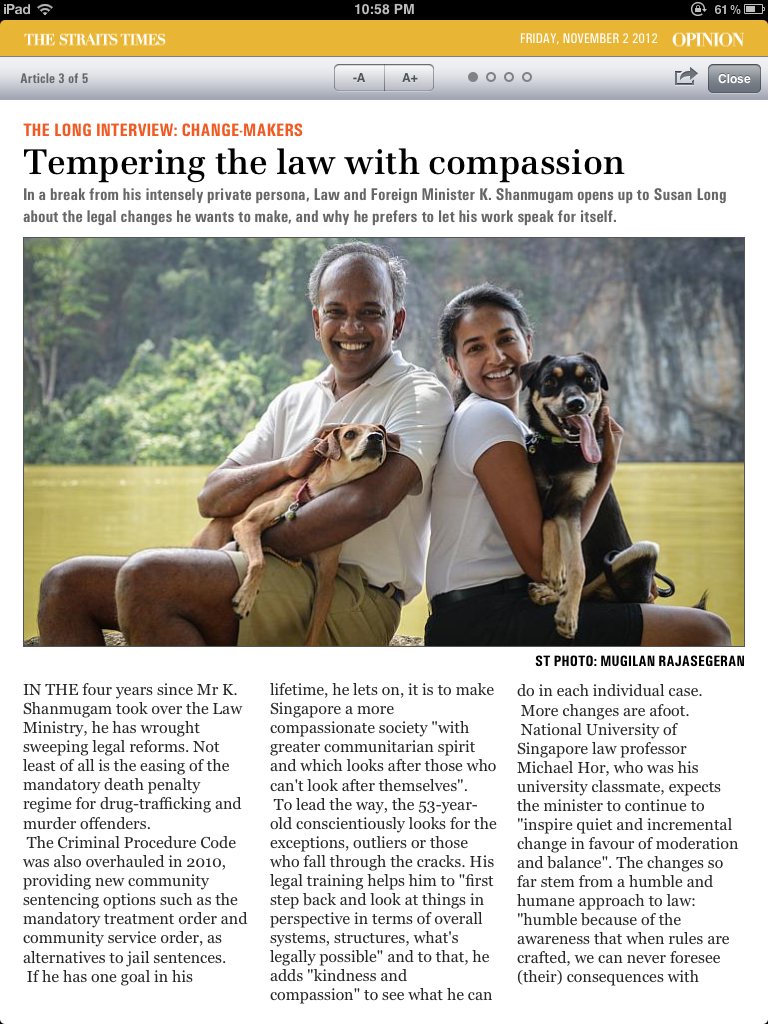 iPad 10:58 PM 61 %
THE STRAITS TIMES FRIDAY, NOVEMBER 2 2012 OPINION
Article 3 of 5 -A A+ Close
THE LONG INTERVIEW: CHANGE-MAKERS
Tempering the law with compassion
In a break from his intensely private persona, Law and Foreign Minister K. Shanmugam opens up to Susan Long
about the legal changes he wants to make, and why he prefers to let his work speak for itself.
ST PHOTO: MUGILAN RAJASEGERAN
IN THE four years since Mr K.
Shanmugam took over the Law
Ministry, he has wrought
sweeping legal reforms. Not
least of all is the easing of the
mandatory death penalty
regime for drug-trafficking and
murder offenders.
The Criminal Procedure Code
was also overhauled in 2010,
providing new community
sentencing options such as the
mandatory treatment order and
community service order, as
alternatives to jail sentences.
If he has one goal in his
lifetime, he lets on, it is to make
Singapore a more
compassionate society "with
greater communitarian spirit
and which looks after those who
can't look after themselves".
To lead the way, the 53-year-
old conscientiously looks for the
exceptions, outliers or those
who fall through the cracks. His
legal training helps him to "first
step back and look at things in
perspective in terms of overall
systems, structures, what's
legally possible" and to that, he
adds "kindness and
compassion" to see what he can
do in each individual case.
More changes are afoot.
National University of
Singapore law professor
Michael Hor, who was his
university classmate, expects
the minister to continue to
"inspire quiet and incremental
change in favour of moderation
and balance". The changes so
far stem from a humble and
humane approach to law:
"humble because of the
awareness that when rules are
crafted, we can never foresee
(their) consequences with